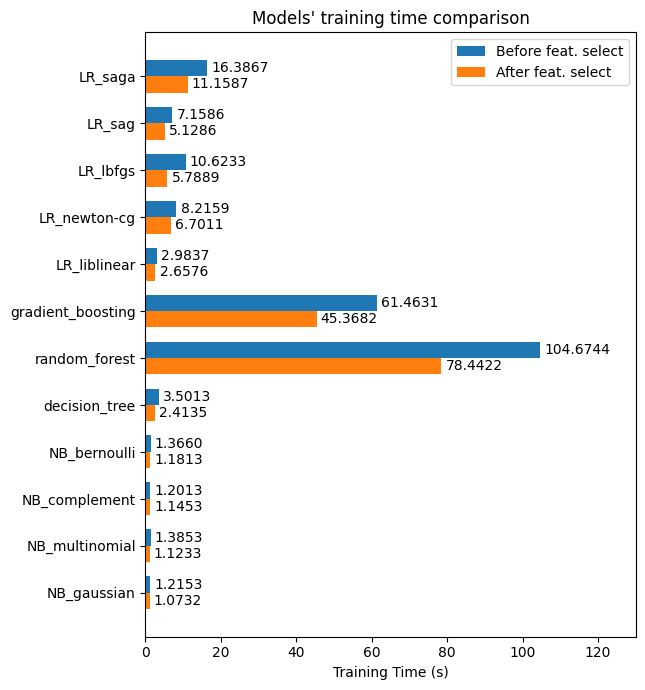 Models' training time comparison
Before feat. select
After feat. select
LR_saga
16.3867
11.1587
LR_sag
7.1586
5.1286
LR_lbfgs
10.6233
5.7889
LR_newton-cg
8.2159
6.7011
LR_liblinear
2.9837
2.6576
gradient_boosting
61.4631
45.3682
random_forest
104.6744
78.4422
decision_tree
3.5013
2.4135
NB_bernoulli
1.3660
1.1813
NB_complement
1.2013
1.1453
NB_multinomial
1.3853
1.1233
NB_gaussian
1.2153
1.0732
0 20 40 60 80 100 120
Training Time (s)